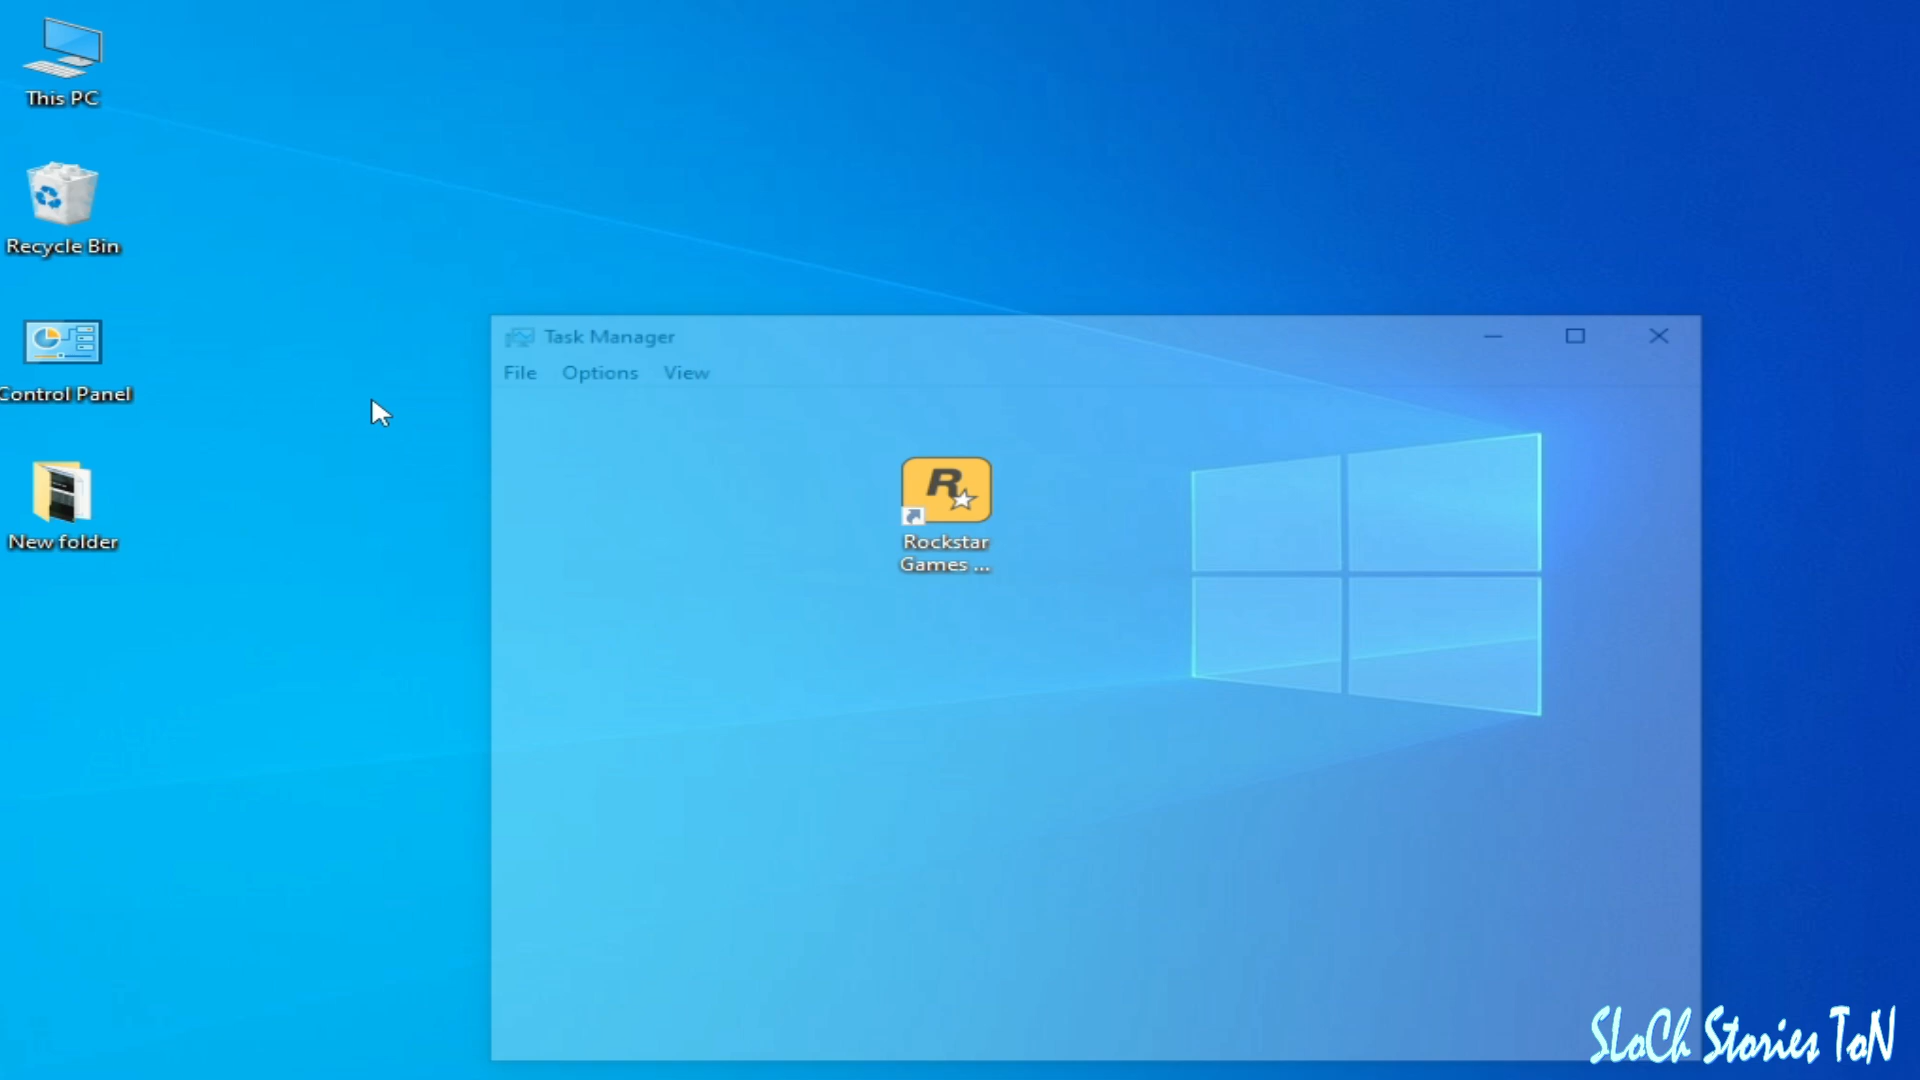 This PC
Recycle Bin
Control Panel
New folder
Task Manager
File Options View
R
Rockstar
Games ...
SLoCh Stories ToN